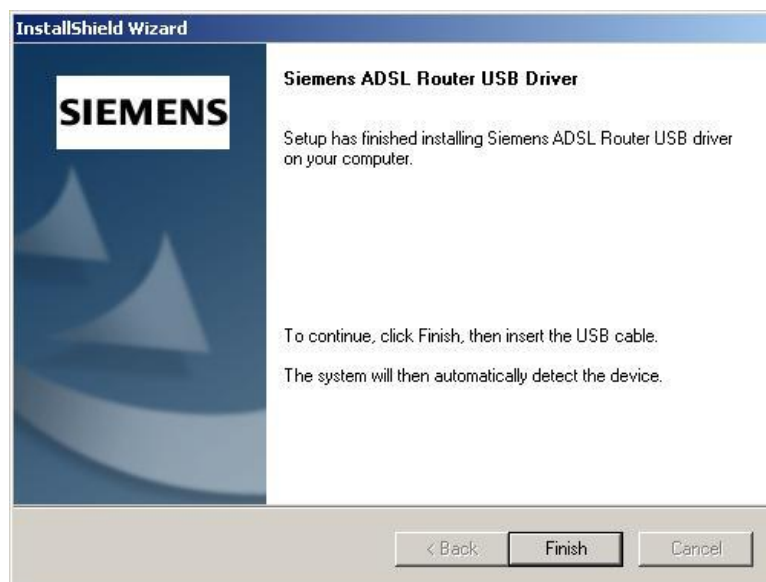 InstallShield Wizard
SIEMENS
Siemens ADSL Router USB Driver
Setup has finished installing Siemens ADSL Router USB driver
on your computer.
To continue, click Finish, then insert the USB cable.
The system will then automatically detect the device.
< Back Finish Cancel